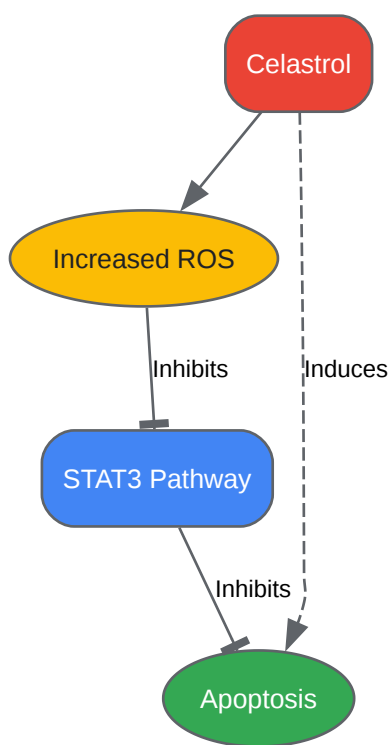 Celastrol
Increased ROS
Inhibits
Induces
STAT3 Pathway
Inhibits
Apoptosis